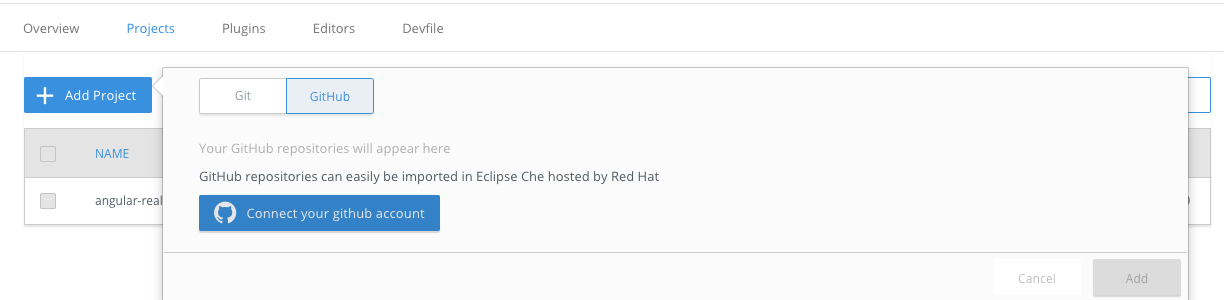 Overview Projects Plugins Editors Devfile
Add Project
Git GitHub
NAME
Your GitHub repositories will appear here
GitHub repositories can easily be imported in Eclipse Che hosted by Red Hat
angular-real
Connect your github account
Cancel Add